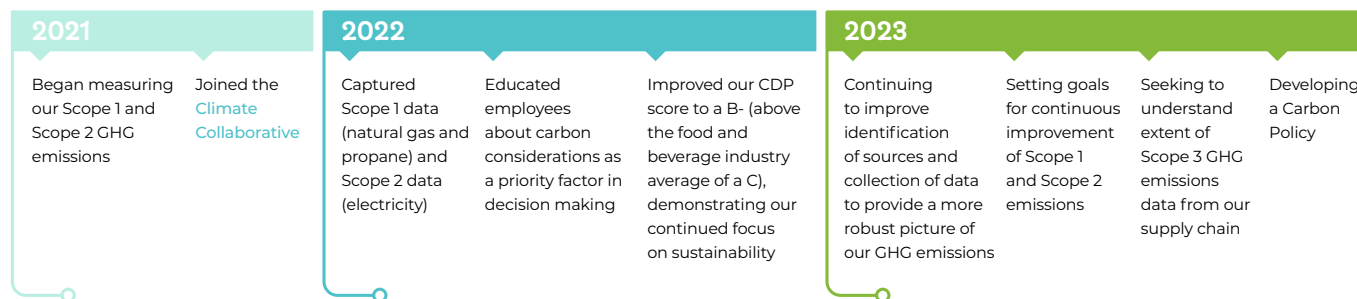 2021
Began measuring
our Scope 1 and
Scope 2 GHG
emissions
Joined the
Climate
Collaborative
2022
Captured
Scope 1 data
(natural gas and
propane) and
Scope 2 data
(electricity)
Educated
employees
about carbon
considerations as
a priority factor in
decision making
Improved our CDP
score to a B- (above
the food and
beverage industry
average of a C),
demonstrating our
continued focus
on sustainability
2023
Continuing
to improve
identification
of sources and
collection of data
to provide a more
robust picture of
our GHG emissions
Setting goals
for continuous
improvement
of Scope 1
and Scope 2
emissions
Seeking to
understand
extent of
Scope 3 GHG
emissions
data from our
supply chain
Developing
a Carbon
Policy